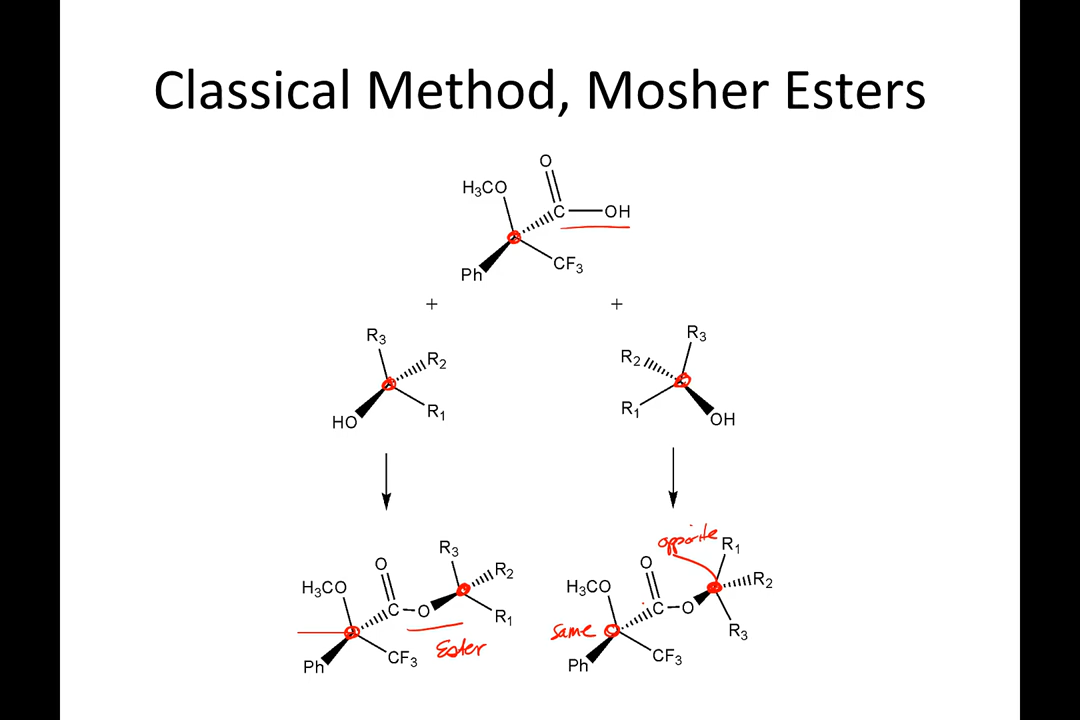 Classical Method, Mosher Esters
O
H₃CO
C
OH
Ph
CF₃
+ +
R₃
R₂
HO
R₁
R₃
R₂
R₁
OH
O
R₃
R₂
H₃CO
C
O
R₁
Ester
Ph
CF₃
opposite
R₁
O
R₂
H₃CO
C
O
same
R₃
Ph
CF₃